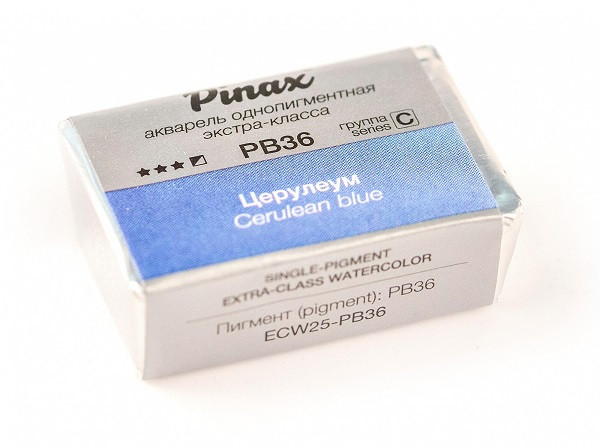 Pinax
акварель однопигментная
экстра-класса
★★★◪ PB36 группа series C
Церулеум
Cerulean blue
SINGLE-PIGMENT
EXTRA-CLASS WATERCOLOR
Пигмент (pigment): PB36
ECW25-PB36